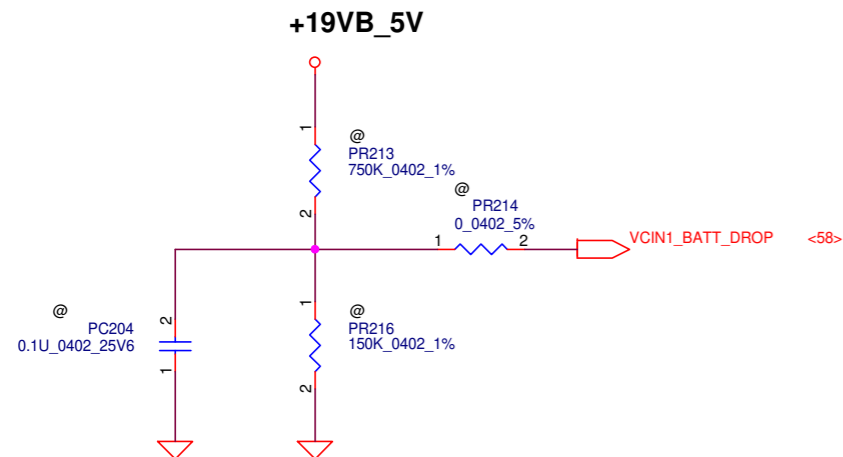 +19VB_5V
1
@
PR213
750K_0402_1%
2
@
PR214
0_0402_5%
1
2
VCIN1_BATT_DROP
<58>
@
PC204
0.1U_0402_25V6
2
1
1
@
PR216
150K_0402_1%
2